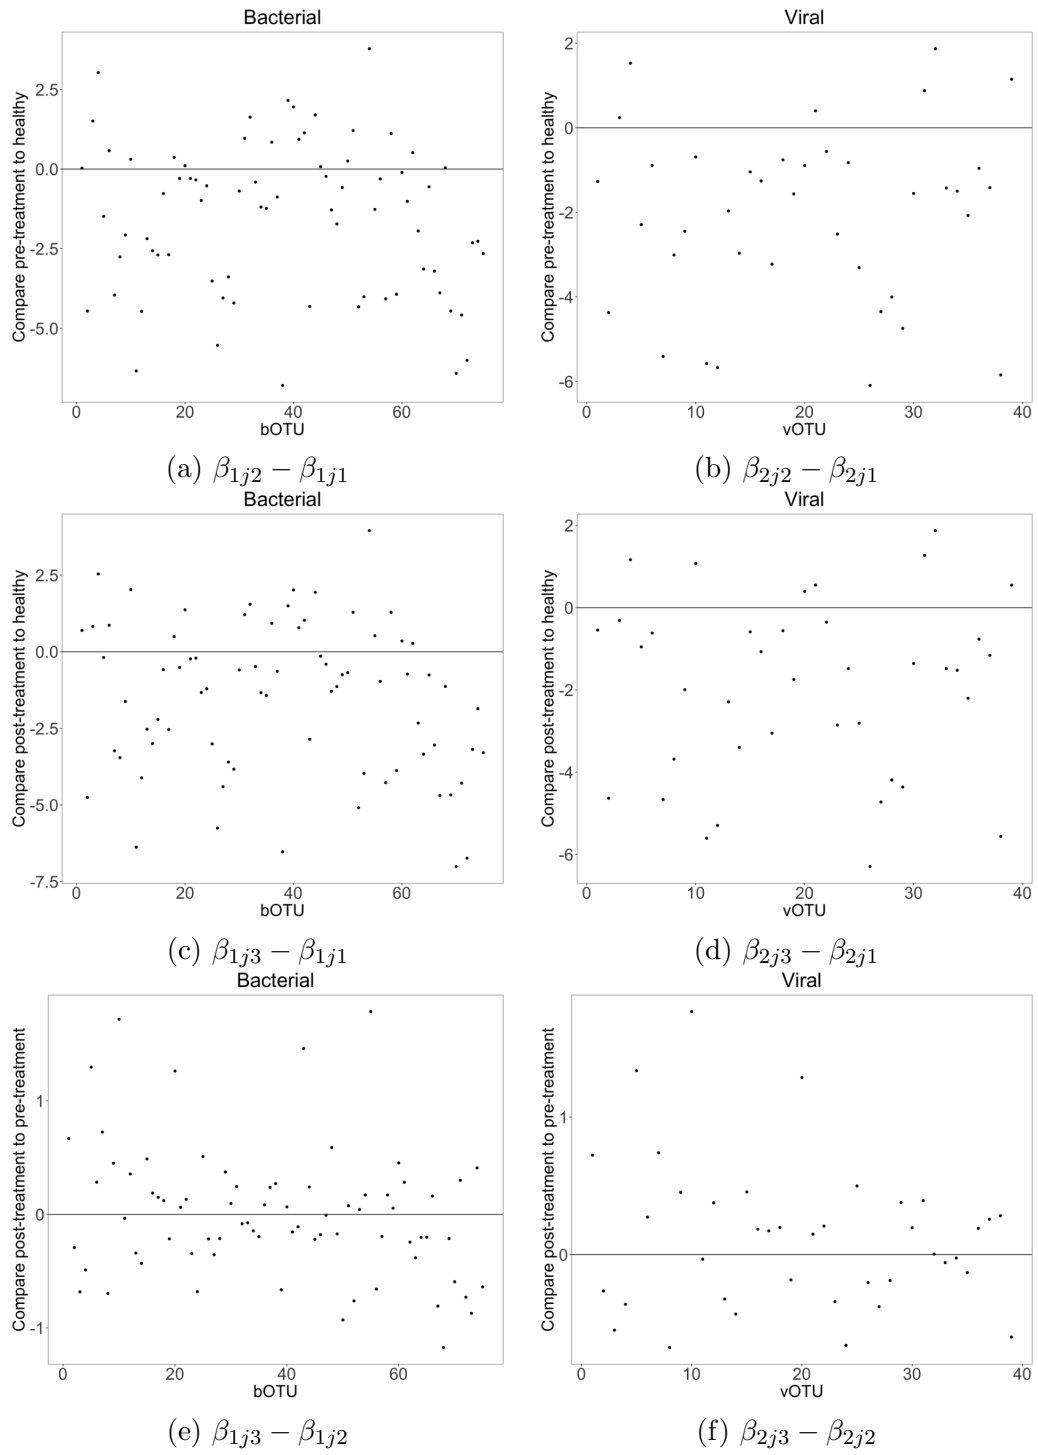 Bacterial
Compare pre-treatment to healthy
2.5
0.0
-2.5
-5.0
0 20 40 60
bOTU
(a) β1j2 − β1j1
Viral
Compare pre-treatment to healthy
2
0
-2
-4
-6
0 10 20 30 40
vOTU
(b) β2j2 − β2j1
Bacterial
Compare post-treatment to healthy
2.5
0.0
-2.5
-5.0
-7.5
0 20 40 60
bOTU
(c) β1j3 − β1j1
Viral
Compare post-treatment to healthy
2
0
-2
-4
-6
0 10 20 30 40
vOTU
(d) β2j3 − β2j1
Bacterial
Compare post-treatment to pre-treatment
1
0
-1
0 20 40 60
bOTU
(e) β1j3 − β1j2
Viral
Compare post-treatment to pre-treatment
1
0
0 10 20 30 40
vOTU
(f) β2j3 − β2j2